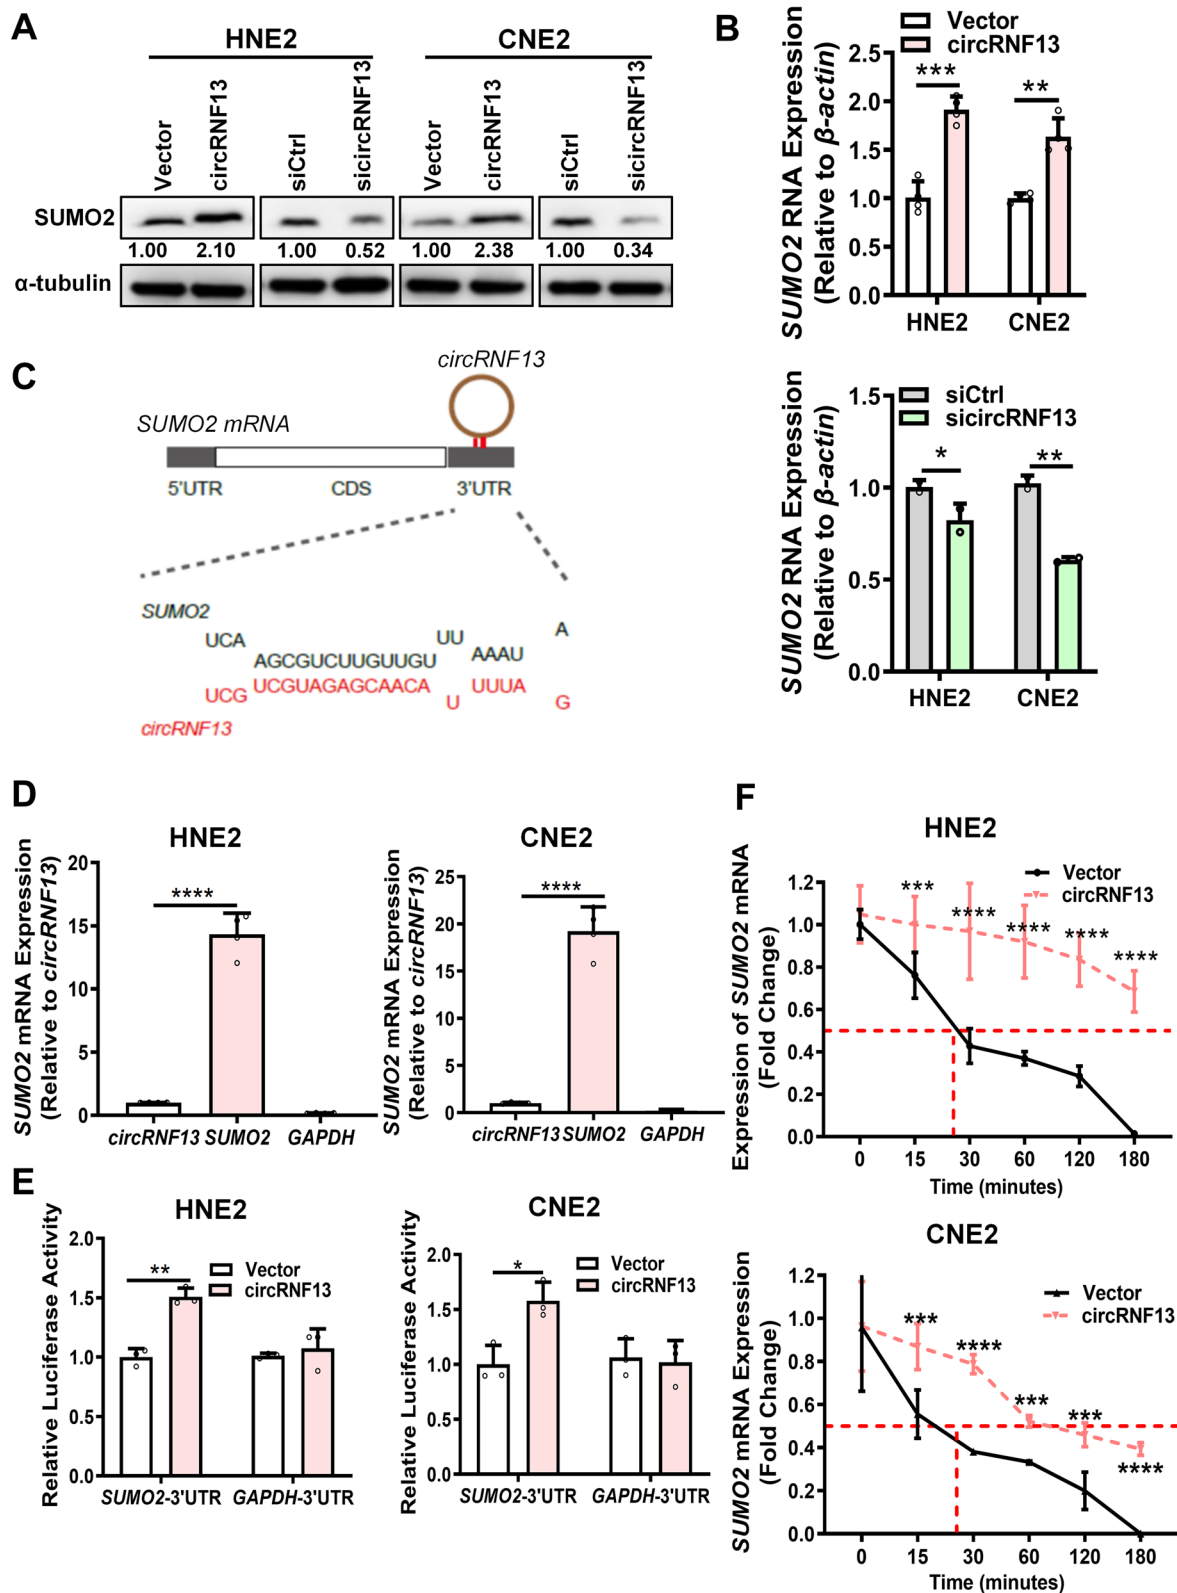 A
HNE2
CNE2
Vector
circRNF13
siCtrl
sicircRNF13
Vector
circRNF13
siCtrl
sicircRNF13
SUMO2
1.00 2.10 1.00 0.52 1.00 2.38 1.00 0.34
α-tubulin
B
Vector
circRNF13
SUMO2 RNA Expression
(Relative to β-actin)
2.5
2.0
1.5
1.0
0.5
0.0
***
**
HNE2 CNE2
siCtrl
sicircRNF13
SUMO2 RNA Expression
(Relative to β-actin)
1.5
1.0
0.5
0.0
*
**
HNE2 CNE2
C
circRNF13
SUMO2 mRNA
5'UTR CDS 3'UTR
SUMO2
UCA UU A
AGCGUCUUGUUGU AAAU
UCGUAGAGCAACA UUUA
UCG U G
circRNF13
D
HNE2
SUMO2 mRNA Expression
(Relative to circRNF13)
20
15
10
5
0
****
circRNF13 SUMO2 GAPDH
CNE2
SUMO2 mRNA Expression
(Relative to circRNF13)
25
20
15
10
5
0
****
circRNF13 SUMO2 GAPDH
E
HNE2
Relative Luciferase Activity
2.0
1.5
1.0
0.5
0.0
**
Vector
circRNF13
SUMO2-3'UTR GAPDH-3'UTR
CNE2
Relative Luciferase Activity
2.0
1.5
1.0
0.5
0.0
*
Vector
circRNF13
SUMO2-3'UTR GAPDH-3'UTR
F
HNE2
Expression of SUMO2 mRNA
(Fold Change)
1.2
1.0
0.8
0.6
0.4
0.2
0.0
Vector
circRNF13
*** **** **** **** ****
0 15 30 60 120 180
Time (minutes)
CNE2
SUMO2 mRNA Expression
(Fold Change)
1.2
1.0
0.8
0.6
0.4
0.2
0.0
Vector
circRNF13
*** **** *** *** ****
0 15 30 60 120 180
Time (minutes)